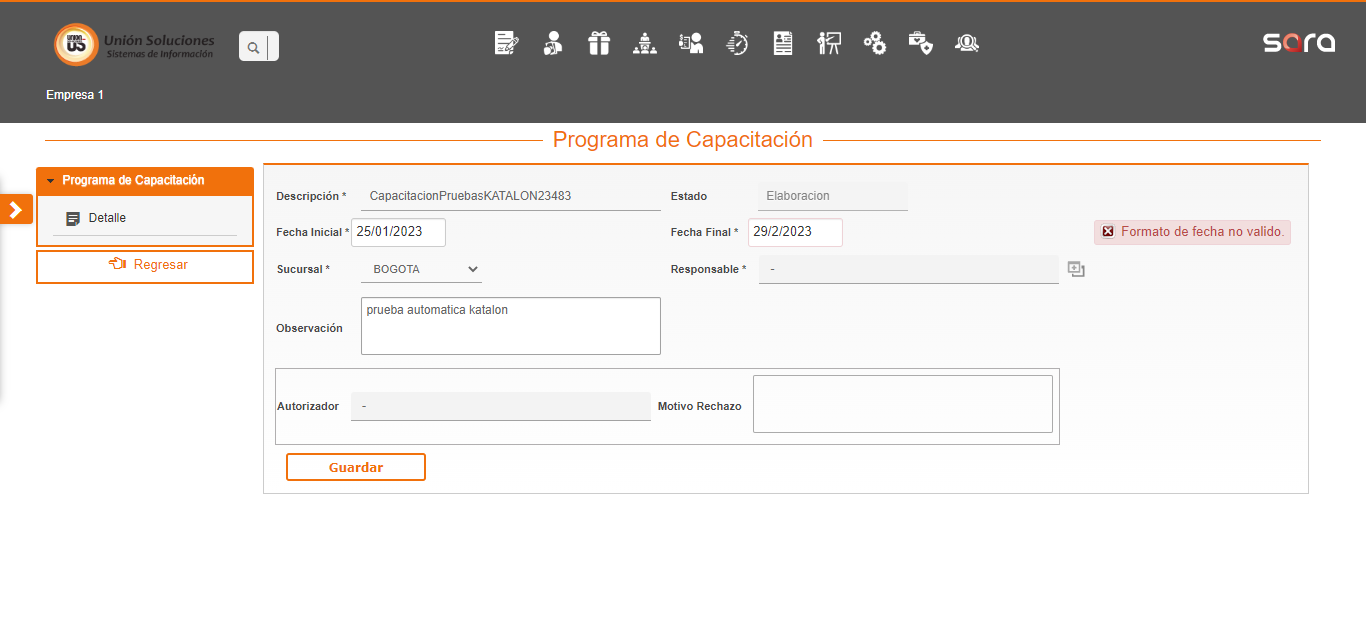 UNION
US
Unión Soluciones
Sistemas de Información
sara
Empresa 1
Programa de Capacitación
Programa de Capacitación
Detalle
Regresar
Descripción * CapacitacionPruebasKATALON23483 Estado Elaboracion
Fecha Inicial * 25/01/2023 Fecha Final * 29/2/2023 Formato de fecha no valido.
Sucursal * BOGOTA Responsable * -
Observación prueba automatica katalon
Autorizador - Motivo Rechazo
Guardar